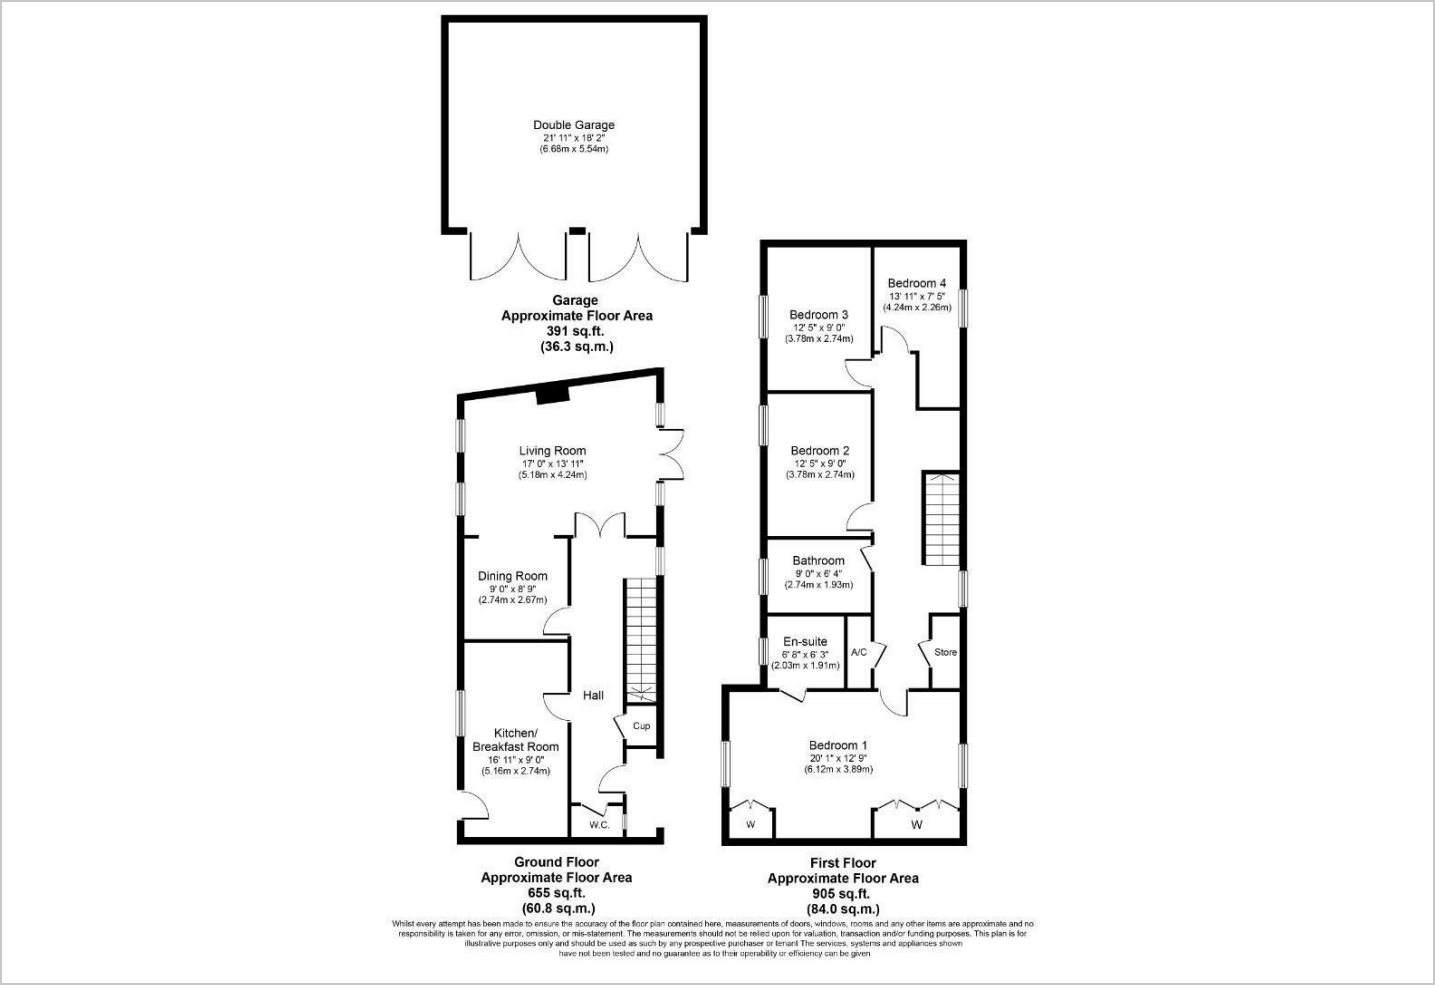 Double Garage
21' 11" x 18' 2"
(6.68m x 5.54m)
Garage
Approximate Floor Area
391 sq.ft.
(36.3 sq.m.)
Living Room
17' 0" x 13' 11"
(5.18m x 4.24m)
Dining Room
9' 0" x 8' 9"
(2.74m x 2.67m)
Hall
Cup
Kitchen/
Breakfast Room
16' 11" x 9' 0"
(5.16m x 2.74m)
W.C.
Ground Floor
Approximate Floor Area
655 sq.ft.
(60.8 sq.m.)
Bedroom 4
13' 11" x 7' 5"
(4.24m x 2.26m)
Bedroom 3
12' 5" x 9' 0"
(3.78m x 2.74m)
Bedroom 2
12' 5" x 9' 0"
(3.78m x 2.74m)
Bathroom
9' 0" x 6' 4"
(2.74m x 1.93m)
En-suite
6' 8" x 6' 3"
(2.03m x 1.91m)
A/C
Store
Bedroom 1
20' 1" x 12' 9"
(6.12m x 3.89m)
W
W
First Floor
Approximate Floor Area
905 sq.ft.
(84.0 sq.m.)
Whilst every attempt has been made to ensure the accuracy of the floor plan contained here, measurements of doors, windows, rooms and any other items are approximate and no
responsibility is taken for any error, omission, or mis-statement. The measurements should not be relied upon for valuation, transaction and/or funding purposes. This plan is for
illustrative purposes only and should be used as such by any prospective purchaser or tenant The services, systems and appliances shown
have not been tested and no guarantee as to their operability or efficiency can be given